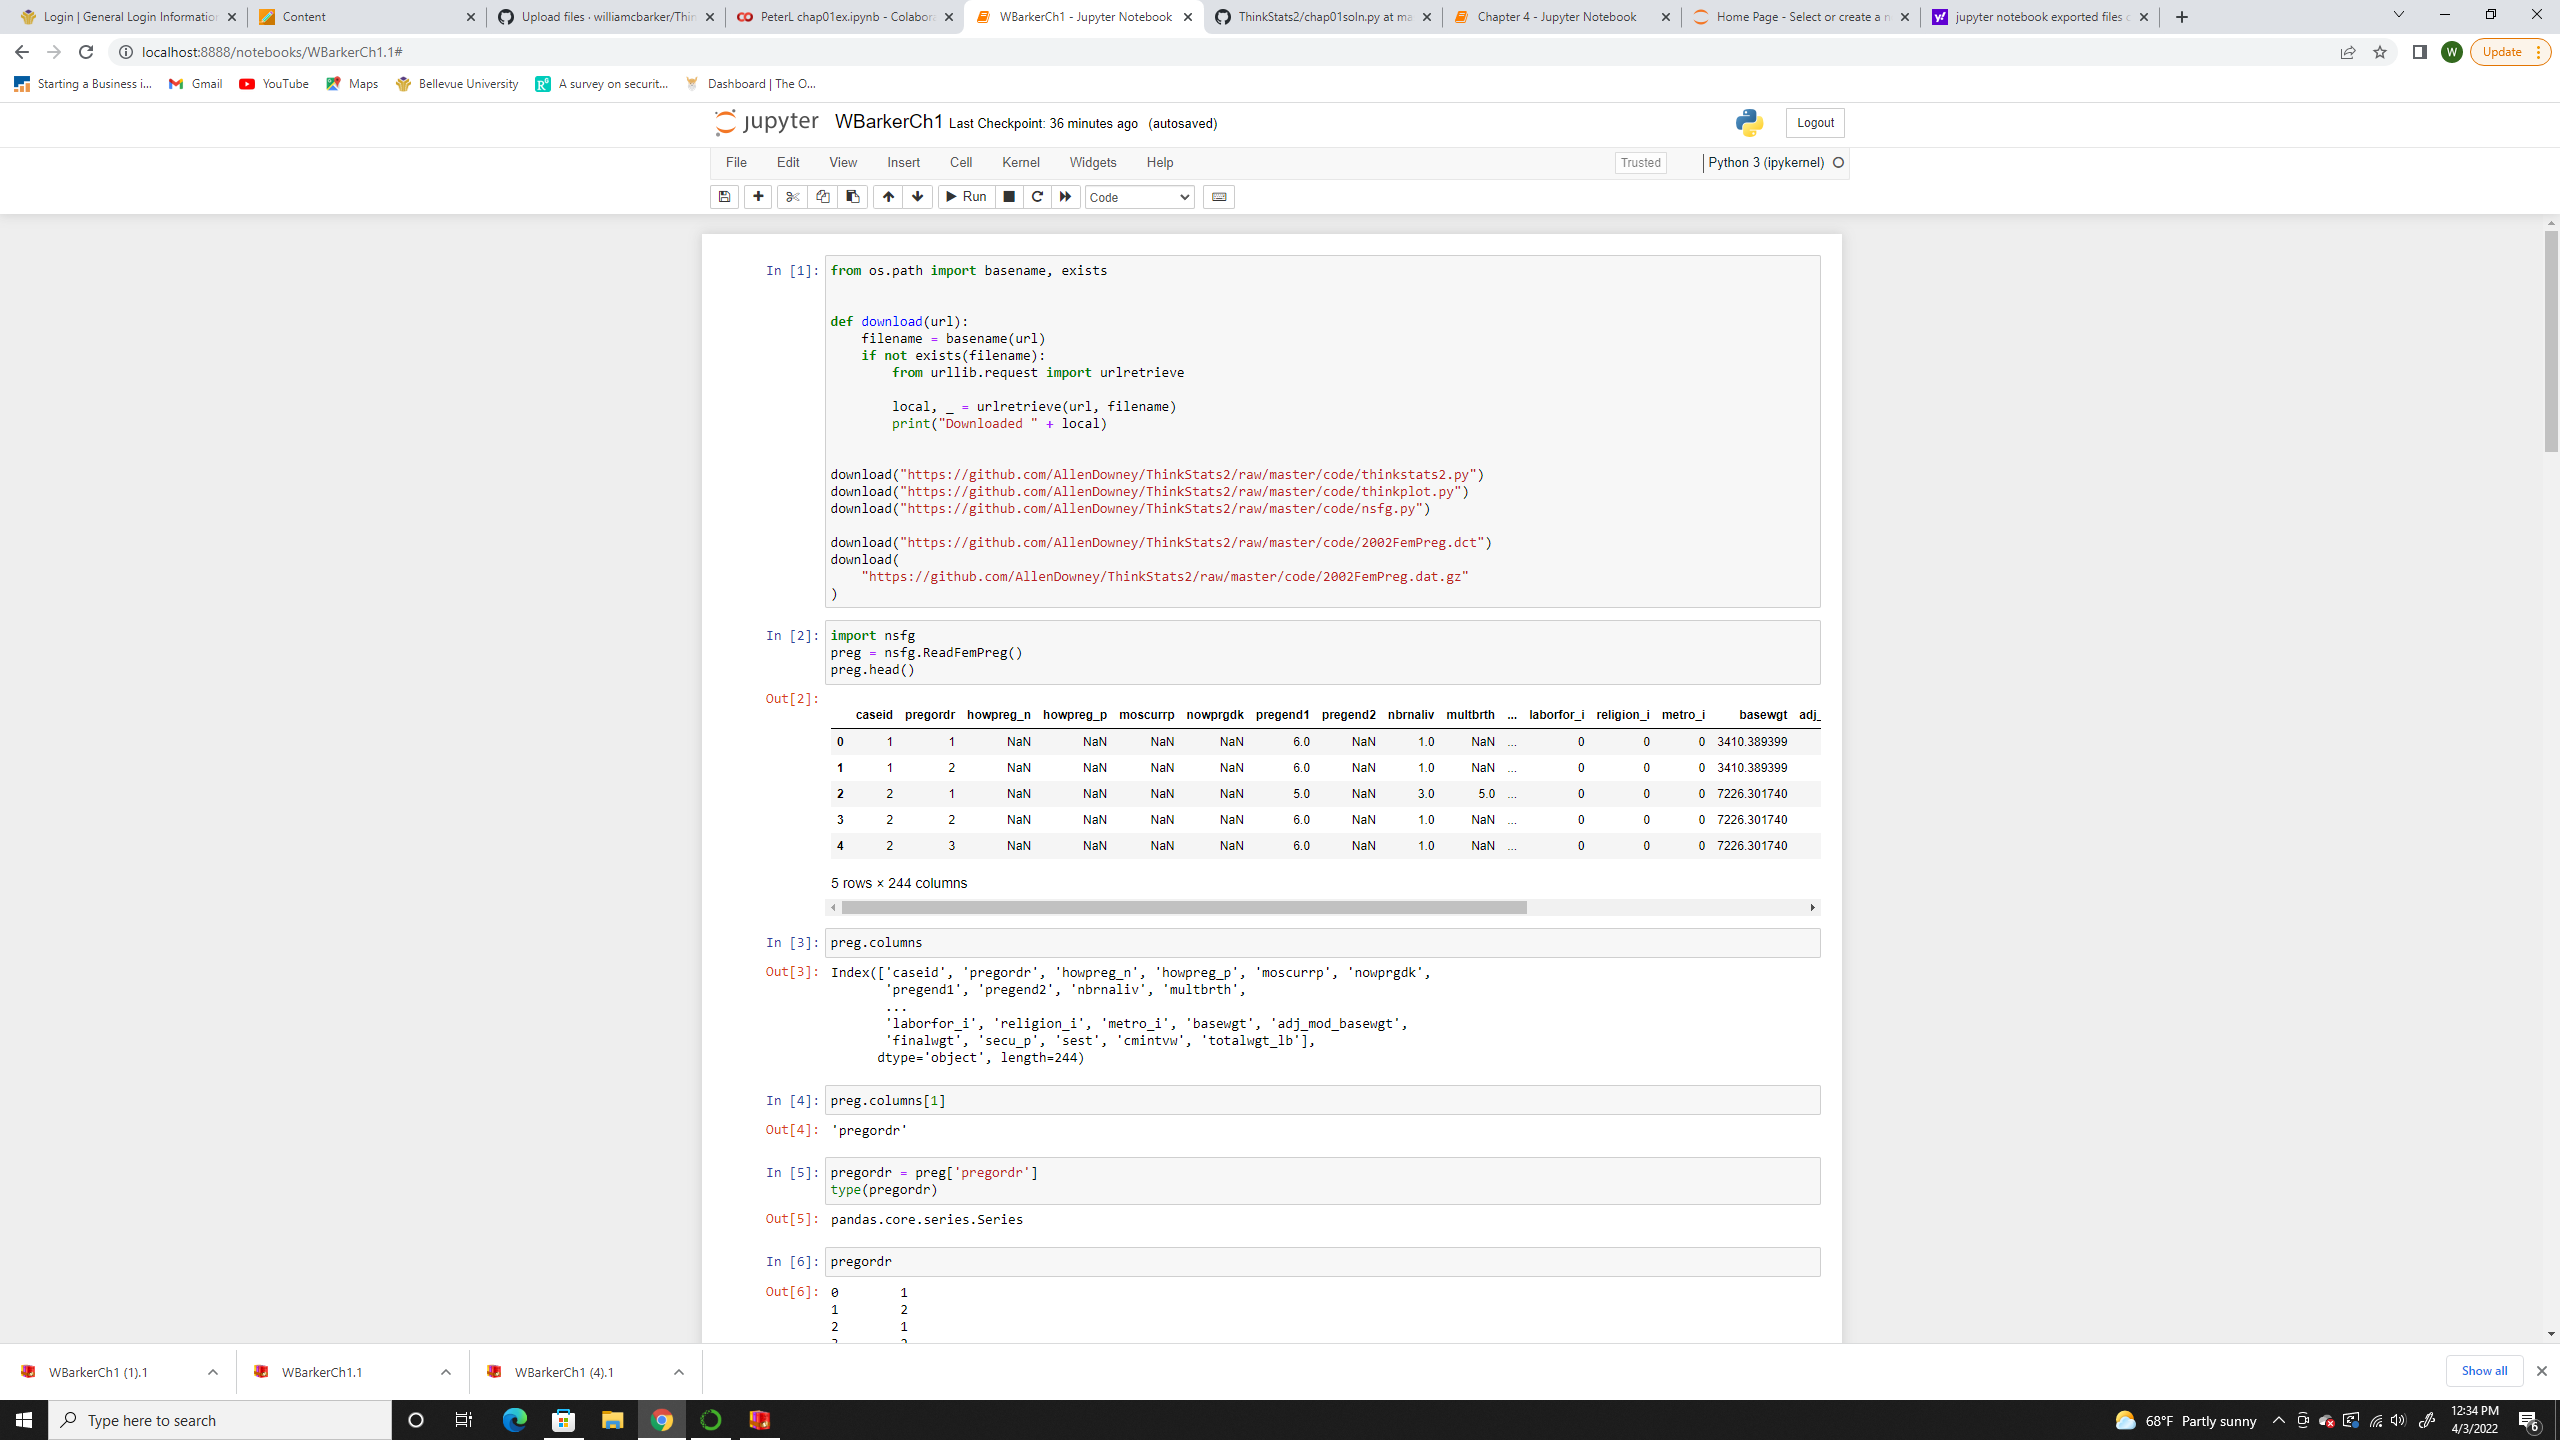 Login | General Login Information
Content
Upload files · williamcbarker/Thin
PeterL chap01ex.ipynb - Colabora
WBarkerCh1 - Jupyter Notebook
ThinkStats2/chap01soln.py at ma
Chapter 4 - Jupyter Notebook
Home Page - Select or create a n
jupyter notebook exported files c
localhost:8888/notebooks/WBarkerCh1.1#
W
Update
Starting a Business i...
Gmail
YouTube
Maps
Bellevue University
A survey on securit...
Dashboard | The O...
jupyter WBarkerCh1 Last Checkpoint: 36 minutes ago (autosaved)
Logout
File Edit View Insert Cell Kernel Widgets Help
Trusted
Python 3 (ipykernel)
Run
Code
In [1]: from os.path import basename, exists
def download(url):
    filename = basename(url)
    if not exists(filename):
        from urllib.request import urlretrieve
        local, _ = urlretrieve(url, filename)
        print("Downloaded " + local)
download("https://github.com/AllenDowney/ThinkStats2/raw/master/code/thinkstats2.py")
download("https://github.com/AllenDowney/ThinkStats2/raw/master/code/thinkplot.py")
download("https://github.com/AllenDowney/ThinkStats2/raw/master/code/nsfg.py")
download("https://github.com/AllenDowney/ThinkStats2/raw/master/code/2002FemPreg.dct")
download(
    "https://github.com/AllenDowney/ThinkStats2/raw/master/code/2002FemPreg.dat.gz"
)
In [2]: import nsfg
preg = nsfg.ReadFemPreg()
preg.head()
Out[2]:
caseid pregordr howpreg_n howpreg_p moscurrp nowprgdk pregend1 pregend2 nbrnaliv multbrth ... laborfor_i religion_i metro_i basewgt adj_
0 1 1 NaN NaN NaN NaN 6.0 NaN 1.0 NaN ... 0 0 0 3410.389399
1 1 2 NaN NaN NaN NaN 6.0 NaN 1.0 NaN ... 0 0 0 3410.389399
2 2 1 NaN NaN NaN NaN 5.0 NaN 3.0 5.0 ... 0 0 0 7226.301740
3 2 2 NaN NaN NaN NaN 6.0 NaN 1.0 NaN ... 0 0 0 7226.301740
4 2 3 NaN NaN NaN NaN 6.0 NaN 1.0 NaN ... 0 0 0 7226.301740
5 rows × 244 columns
In [3]: preg.columns
Out[3]: Index(['caseid', 'pregordr', 'howpreg_n', 'howpreg_p', 'moscurrp', 'nowprgdk',
'pregend1', 'pregend2', 'nbrnaliv', 'multbrth',
...
'laborfor_i', 'religion_i', 'metro_i', 'basewgt', 'adj_mod_basewgt',
'finalwgt', 'secu_p', 'sest', 'cmintvw', 'totalwgt_lb'],
dtype='object', length=244)
In [4]: preg.columns[1]
Out[4]: 'pregordr'
In [5]: pregordr = preg['pregordr']
type(pregordr)
Out[5]: pandas.core.series.Series
In [6]: pregordr
Out[6]: 0 1
1 2
2 1
WBarkerCh1 (1).1
WBarkerCh1.1
WBarkerCh1 (4).1
Show all
Type here to search
68°F Partly sunny
12:34 PM
4/3/2022
6